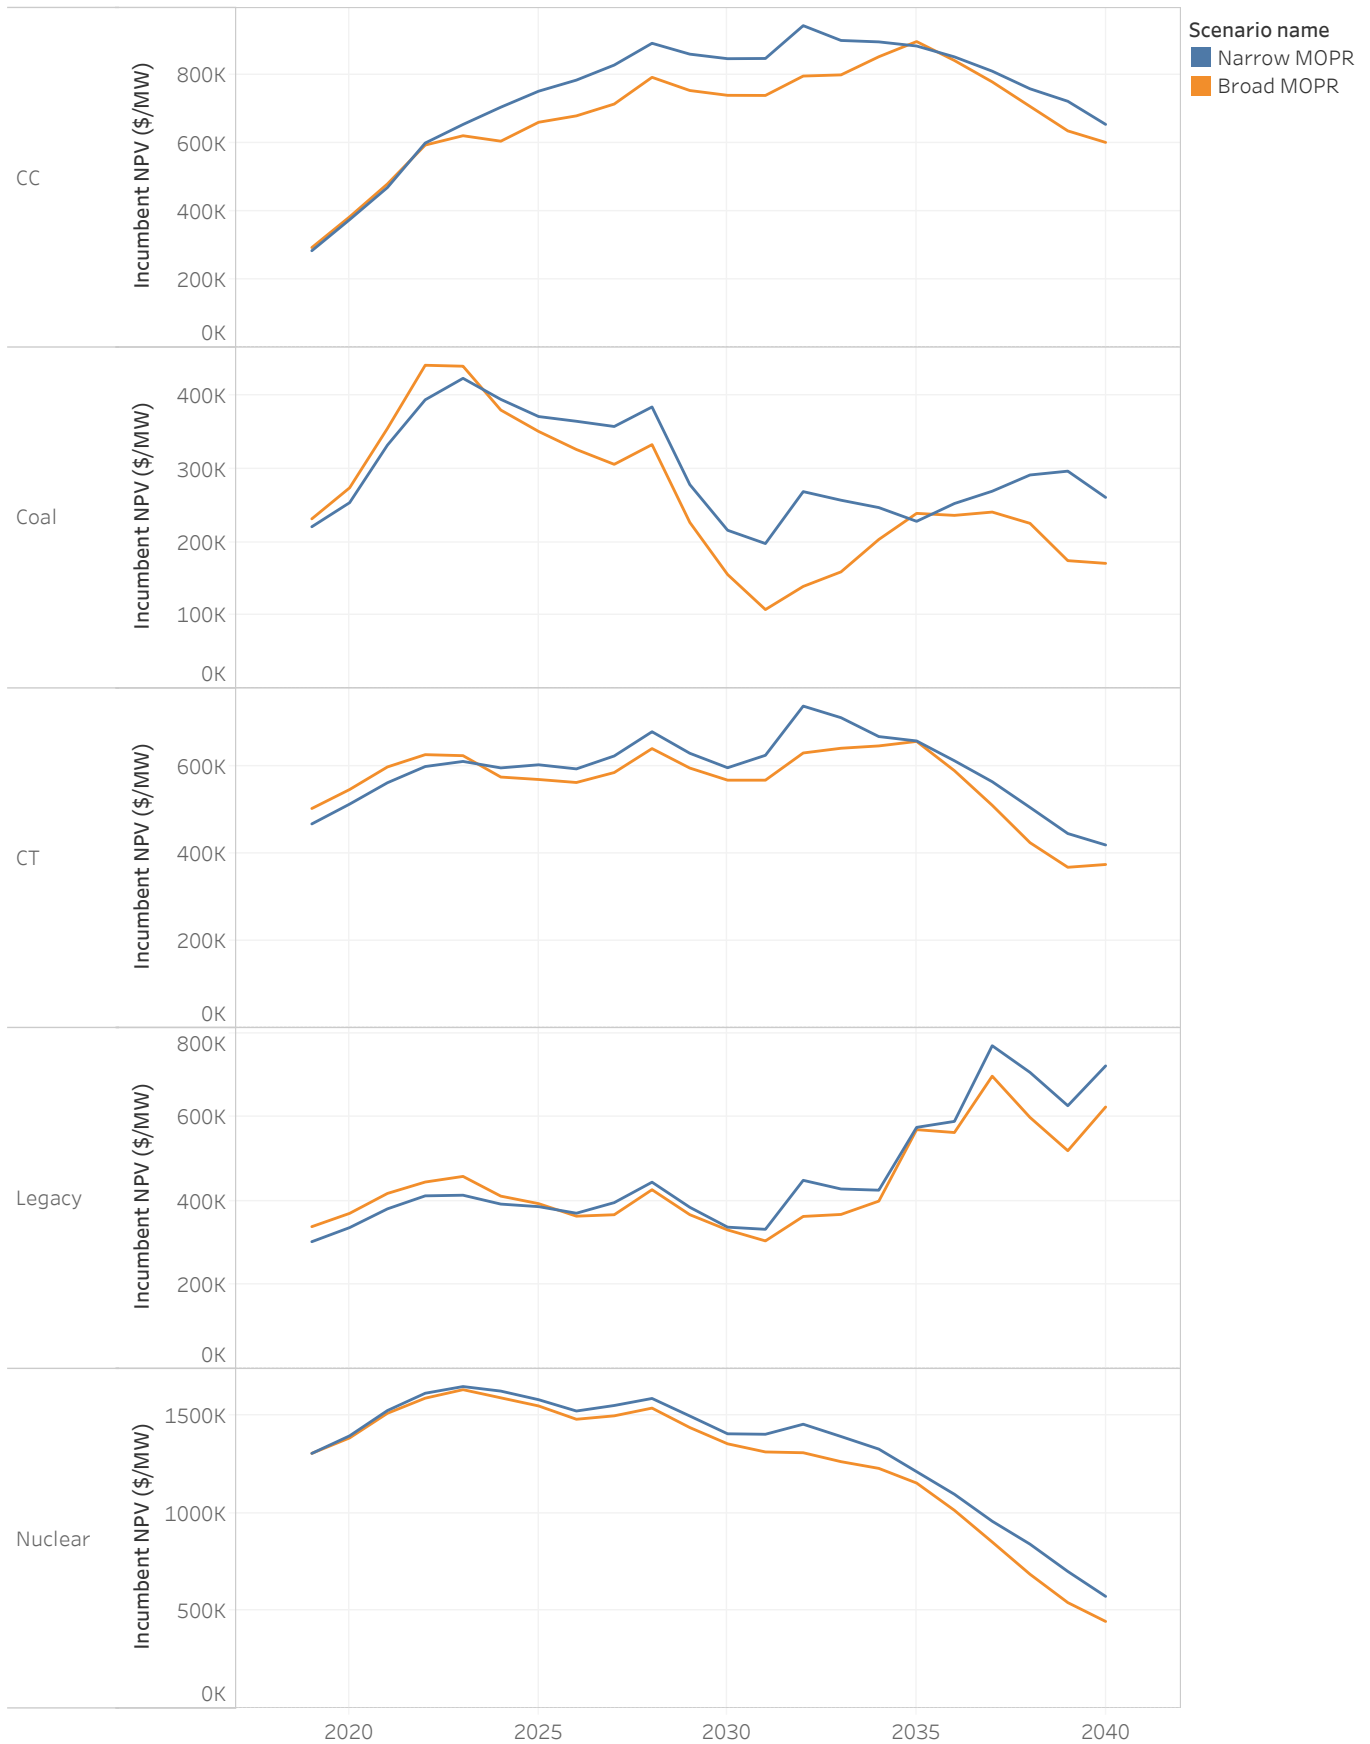 Scenario name
Narrow MOPR
Broad MOPR
CC
Incumbent NPV ($/MW)
800K
600K
400K
200K
0K
Coal
Incumbent NPV ($/MW)
400K
300K
200K
100K
0K
CT
Incumbent NPV ($/MW)
600K
400K
200K
0K
Legacy
Incumbent NPV ($/MW)
800K
600K
400K
200K
0K
Nuclear
Incumbent NPV ($/MW)
1500K
1000K
500K
0K
2020 2025 2030 2035 2040